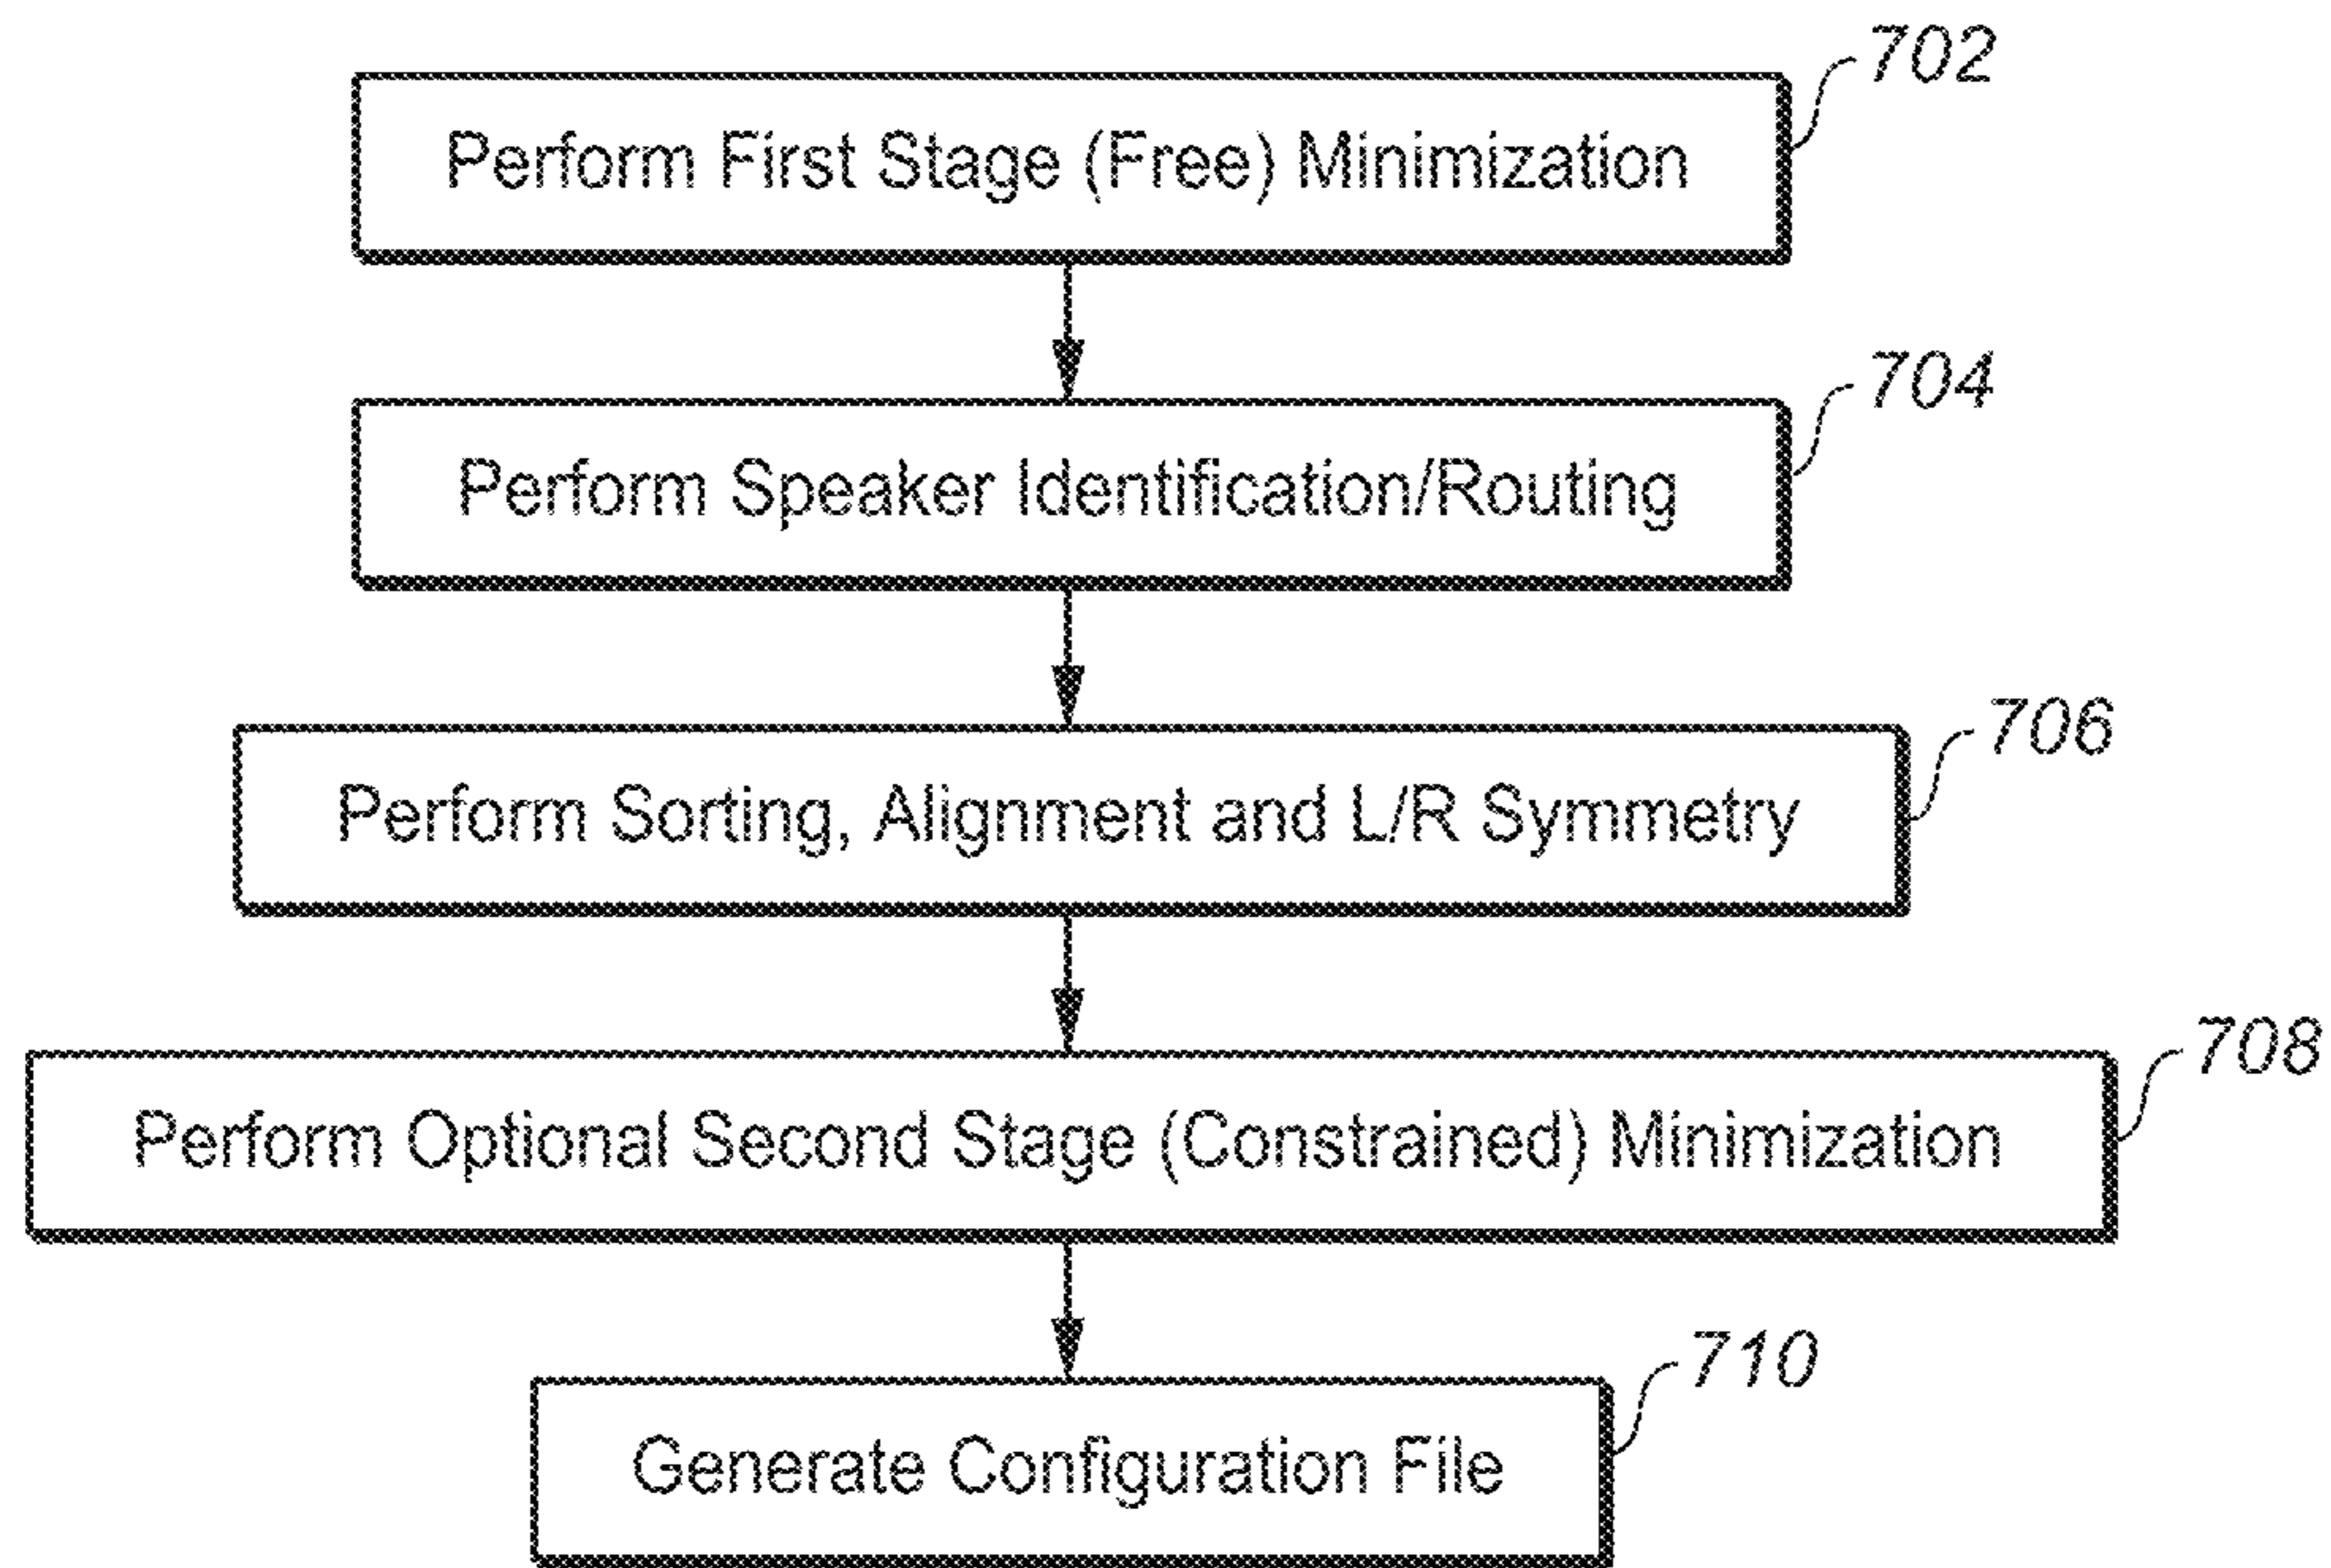 702
Perform First Stage (Free) Minimization
704
Perform Speaker Identification/Routing
706
Perform Sorting, Alignment and L/R Symmetry
708
Perform Optional Second Stage (Constrained) Minimization
710
Generate Configuration File